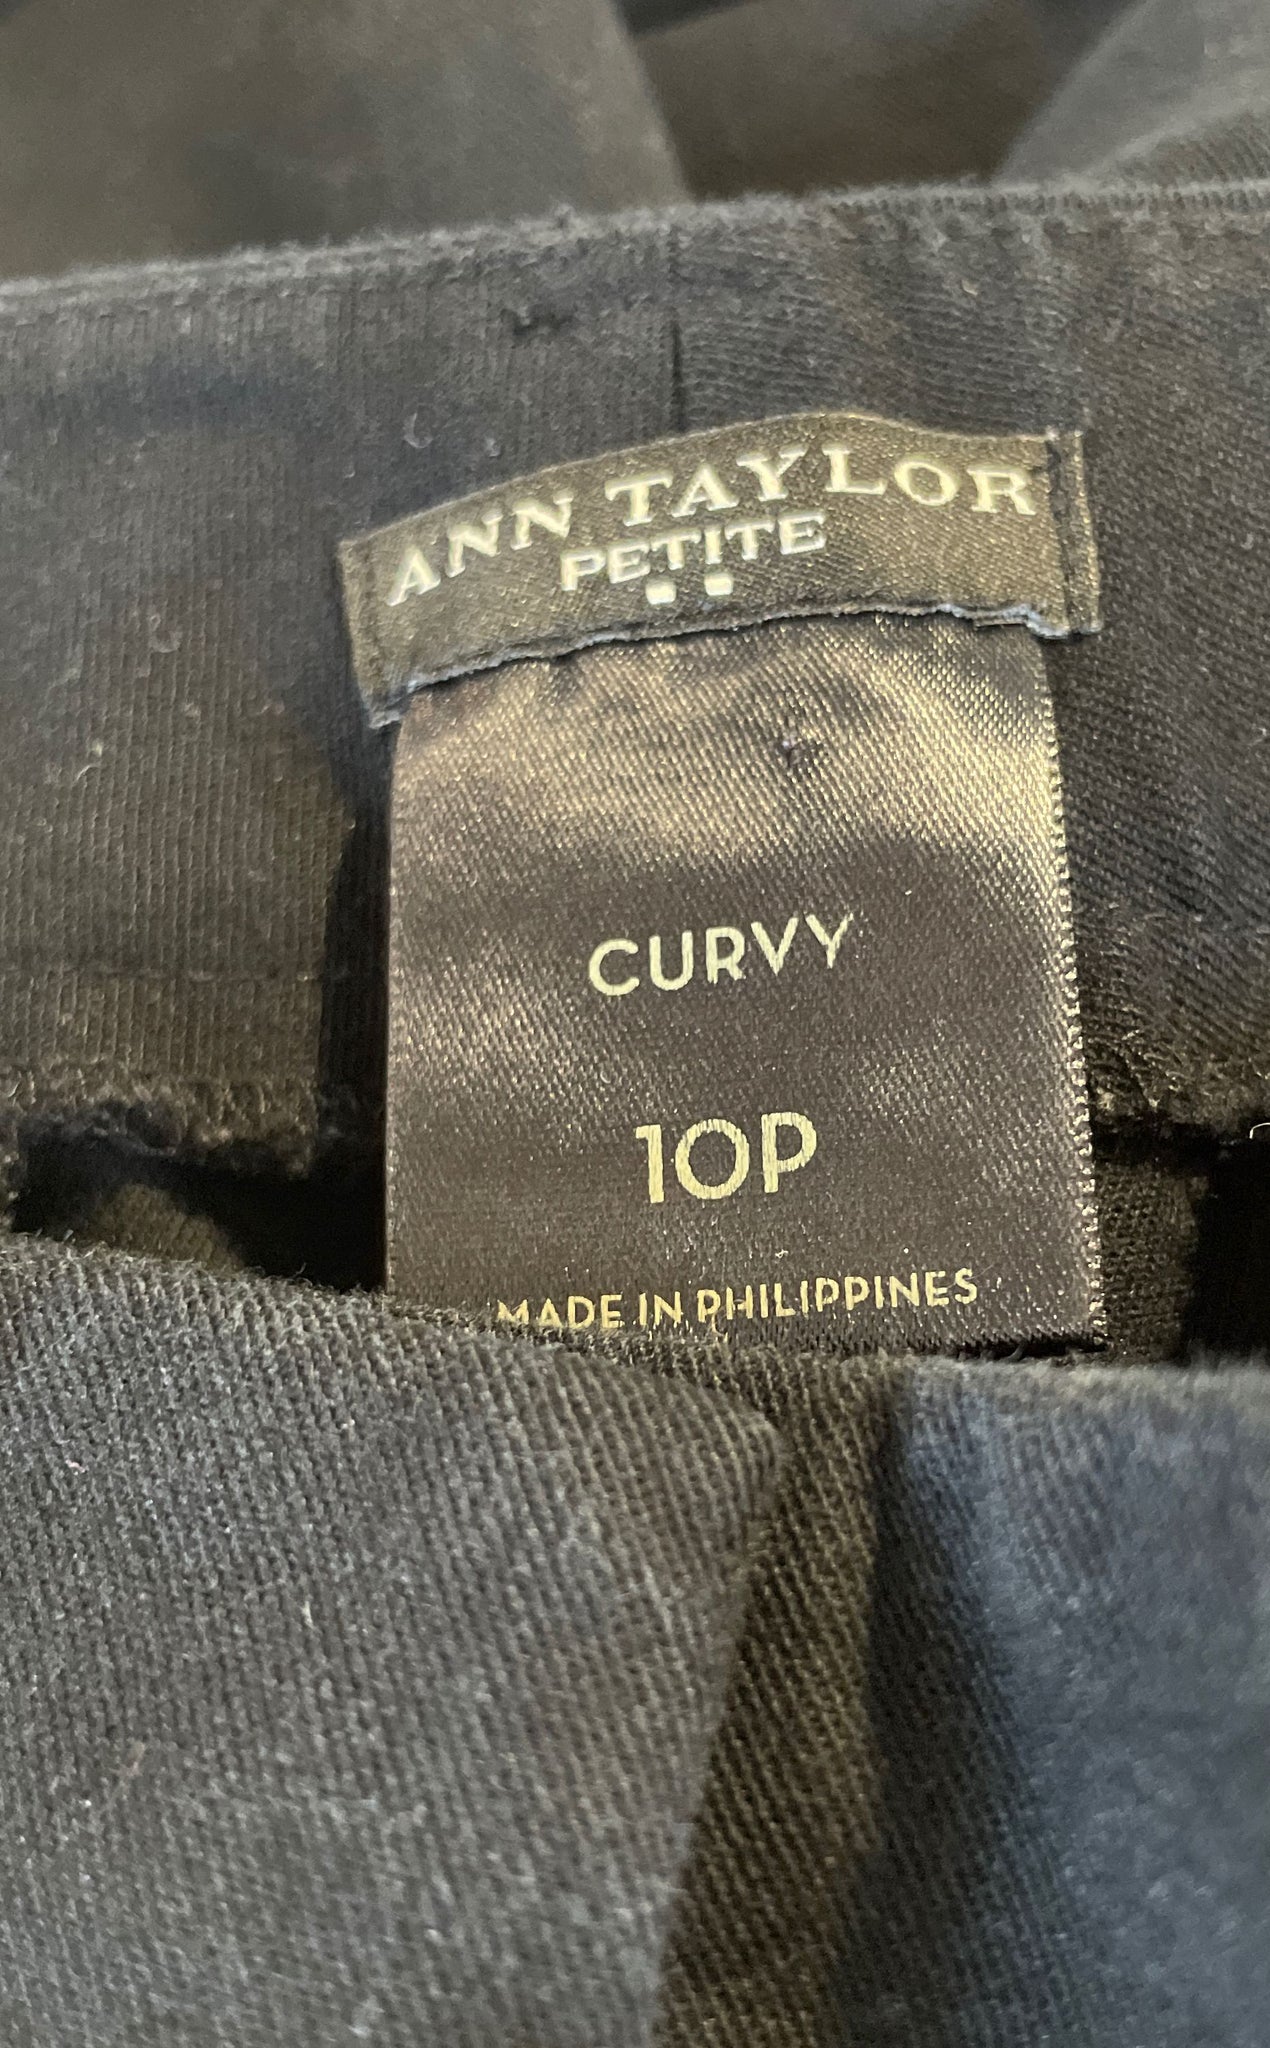 ANN TAYLOR
PETITE
CURVY
10P
MADE IN PHILIPPINES